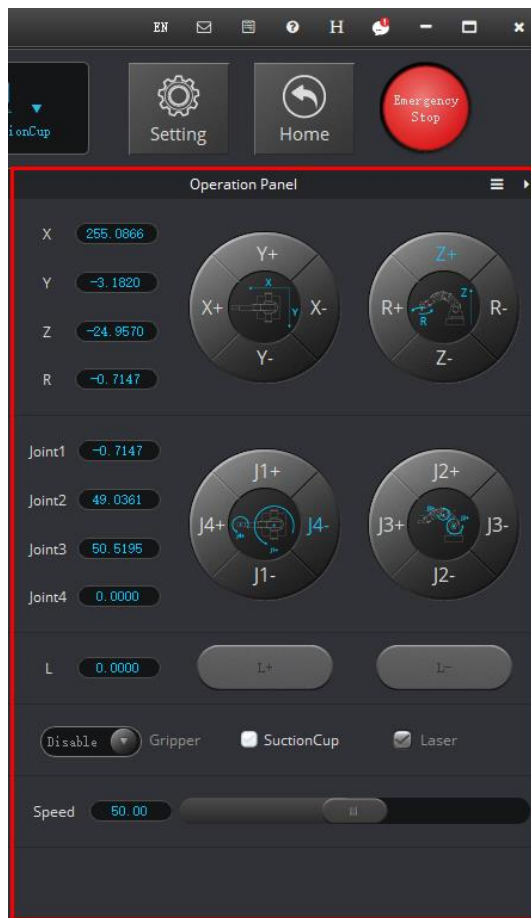 EN H
ionCup
Setting
Home
Emergency
Stop
Operation Panel
X 255.0866
Y -3.1820
Z -24.9570
R -0.7147
Y+
X+ X-
Y-
X
Y
Z+
R+ R-
Z-
Z
R
Joint1 -0.7147
Joint2 49.0361
Joint3 50.5195
Joint4 0.0000
J1+
J4+ J4-
J1-
J2+
J3+ J3-
J2-
L 0.0000
L+
L-
Disable Gripper
SuctionCup
Laser
Speed 50.00